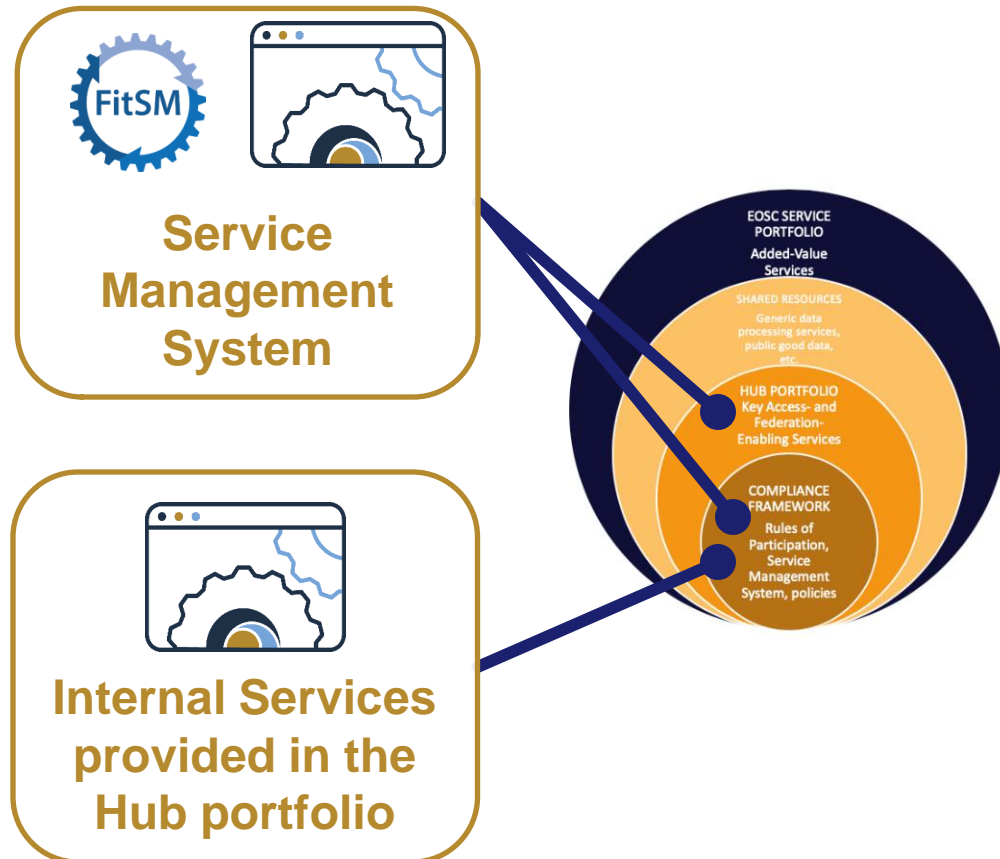 FitSM
Service
Management
System
Internal Services
provided in the
Hub portfolio
EOSC SERVICE
PORTFOLIO
Added-Value
Services
SHARED RESOURCES
Generic data
processing services,
public good data,
etc.
HUB PORTFOLIO
Key Access- and
Federation-
Enabling Services
COMPLIANCE
FRAMEWORK
Rules of
Participation,
Service
Management
System, policies